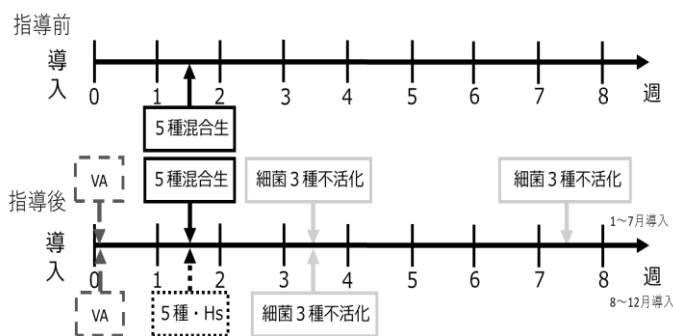 指導前
導
入
0 1 2 3 4 5 6 7 8 週
5種混合生
VA 5種混合生 細菌3種不活化 細菌3種不活化
指導後
1~7月導入
導
入
0 1 2 3 4 5 6 7 8 週
8~12月導入
VA 5種・Hs 細菌3種不活化